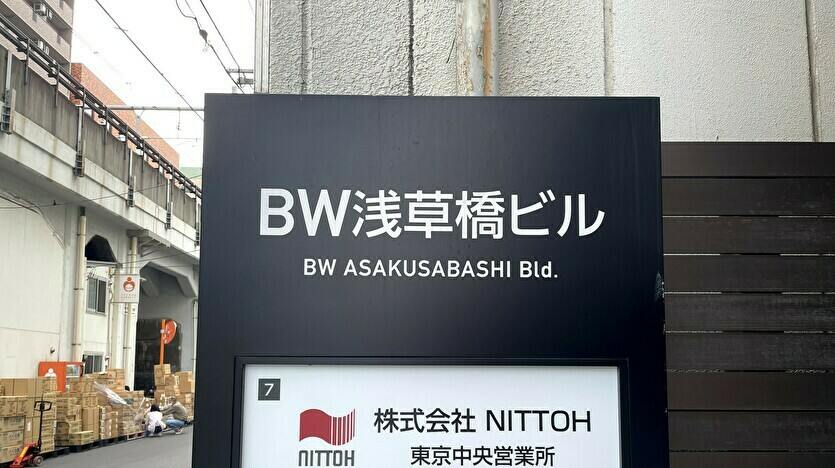 BW浅草橋ビル
BW ASAKUSABASHI Bld.
7
株式会社 NITTOH
NITTOH
東京中央営業所